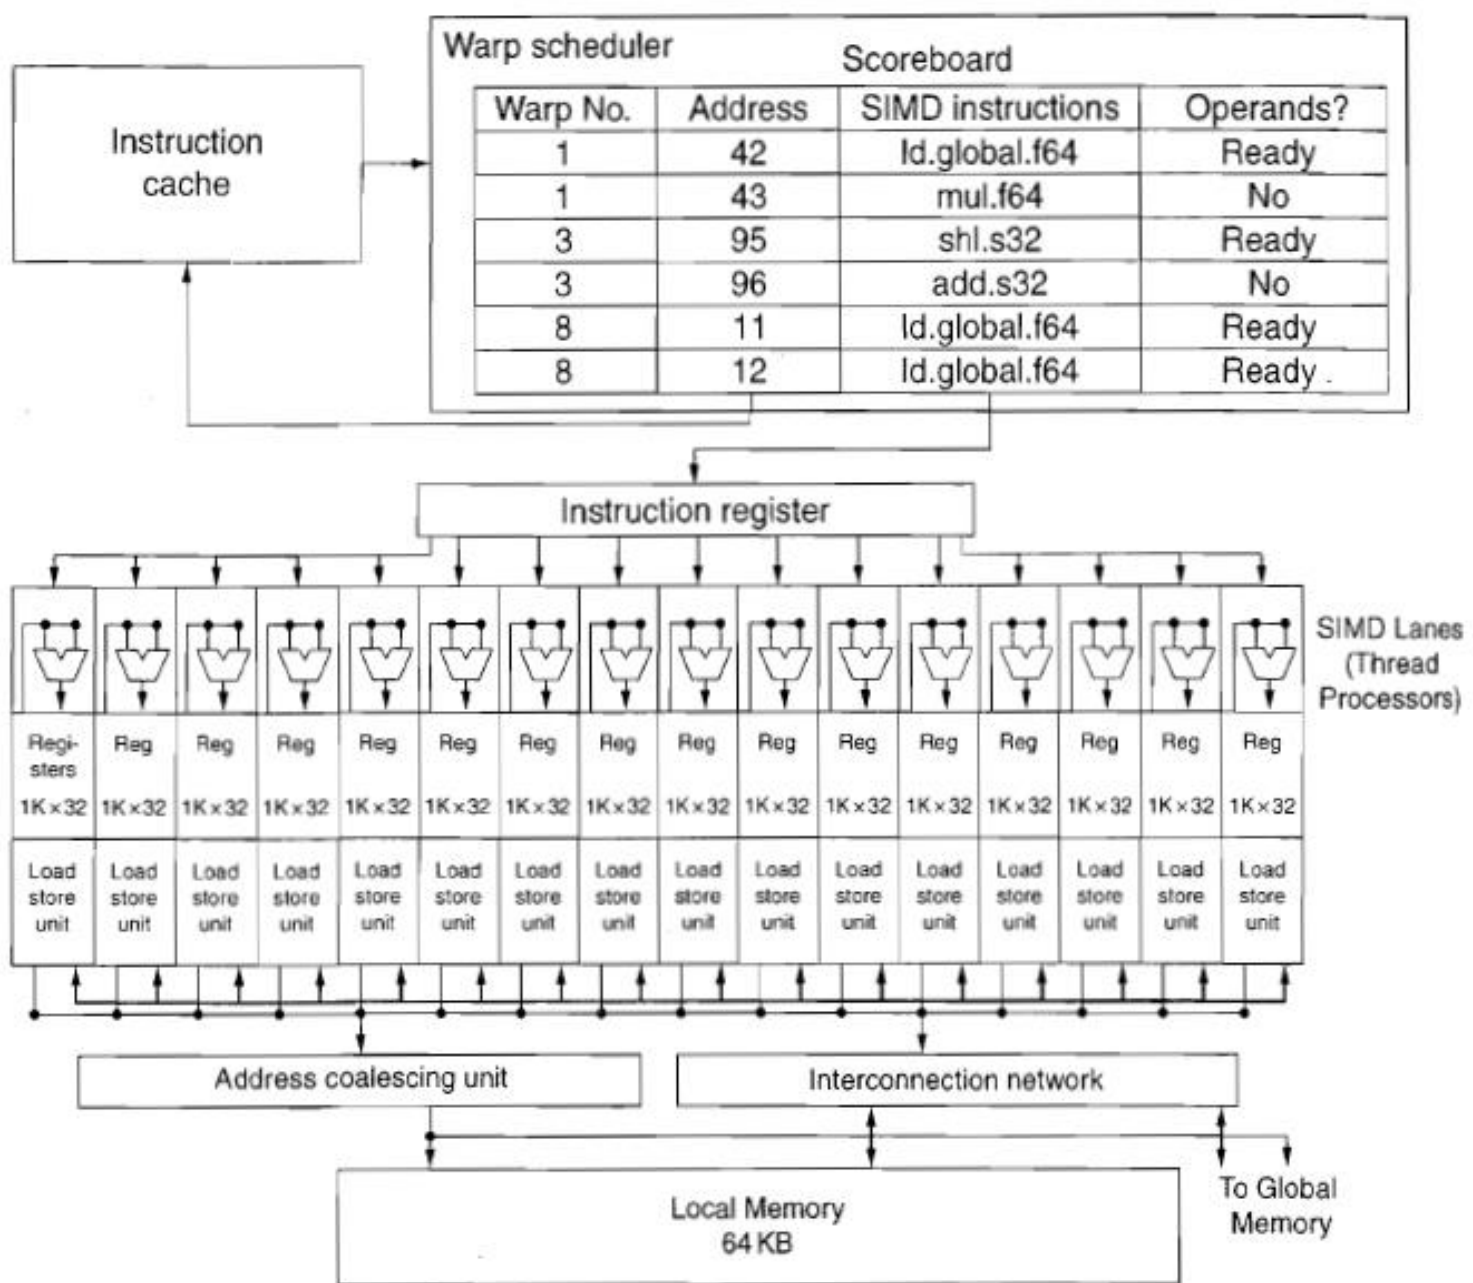 Warp scheduler
Scoreboard
Instruction
cache
Warp No. Address SIMD instructions Operands?
1 42 ld.global.f64 Ready
1 43 mul.f64 No
3 95 shl.s32 Ready
3 96 add.s32 No
8 11 ld.global.f64 Ready
8 12 ld.global.f64 Ready
Instruction register
SIMD Lanes
(Thread
Processors)
Regi- Reg Reg Reg Reg Reg Reg Reg Reg Reg Reg Reg Reg Reg Reg Reg
sters
1K×32 1K×32 1K×32 1K×32 1K×32 1K×32 1K×32 1K×32 1K×32 1K×32 1K×32 1K×32 1K×32 1K×32 1K×32 1K×32
Load Load Load Load Load Load Load Load Load Load Load Load Load Load Load Load
store store store store store store store store store store store store store store store store
unit unit unit unit unit unit unit unit unit unit unit unit unit unit unit unit
Address coalescing unit
Interconnection network
Local Memory
64 KB
To Global
Memory